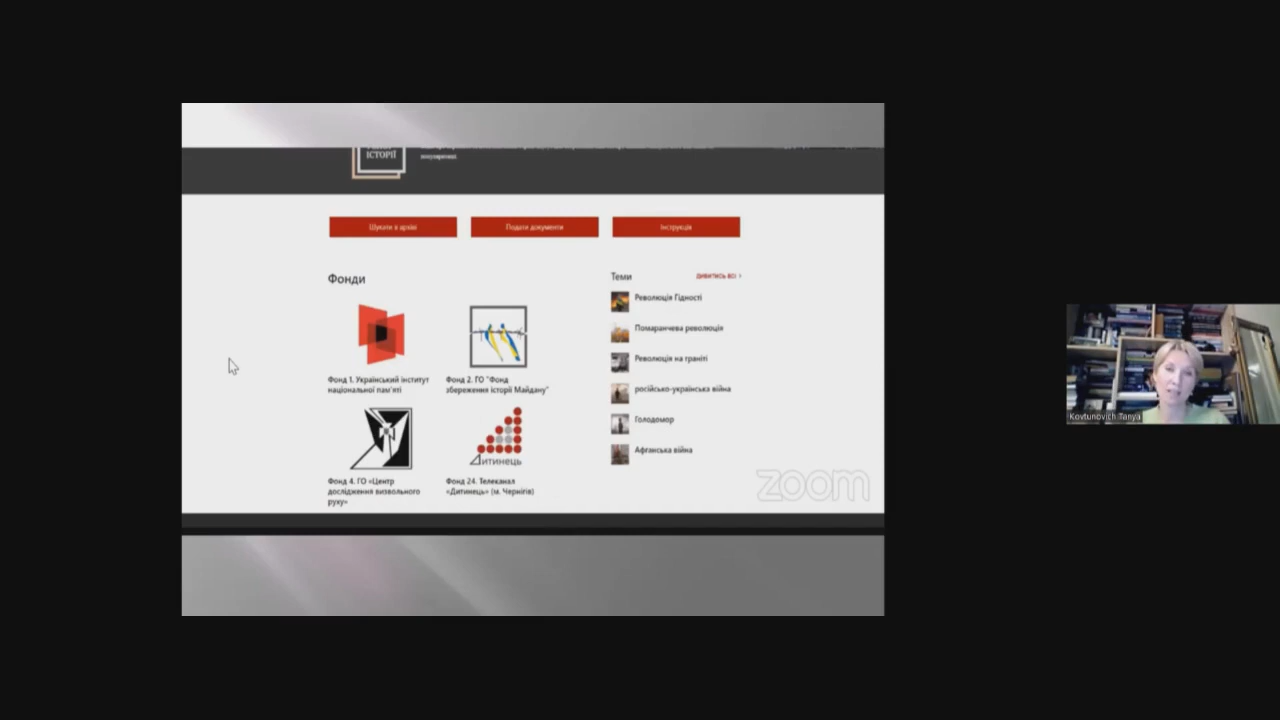 ІСТОРІЇ
Шукати в архіві
Подати документи
Інструкція
Фонди
Фонд 1. Український інститут
національної пам'яті
Фонд 2. ГО "Фонд
збереження історії Майдану"
Дитинець
Фонд 4. ГО «Центр
дослідження визвольного
руху»
Фонд 24. Телеканал
«Дитинець» (м. Чернігів)
Теми
ДИВИТИСЬ ВСІ
Революція Гідності
Помаранчева революція
Революція на граніті
російсько-українська війна
Голодомор
Афганська війна
zoom
Kovtunovich Tanya